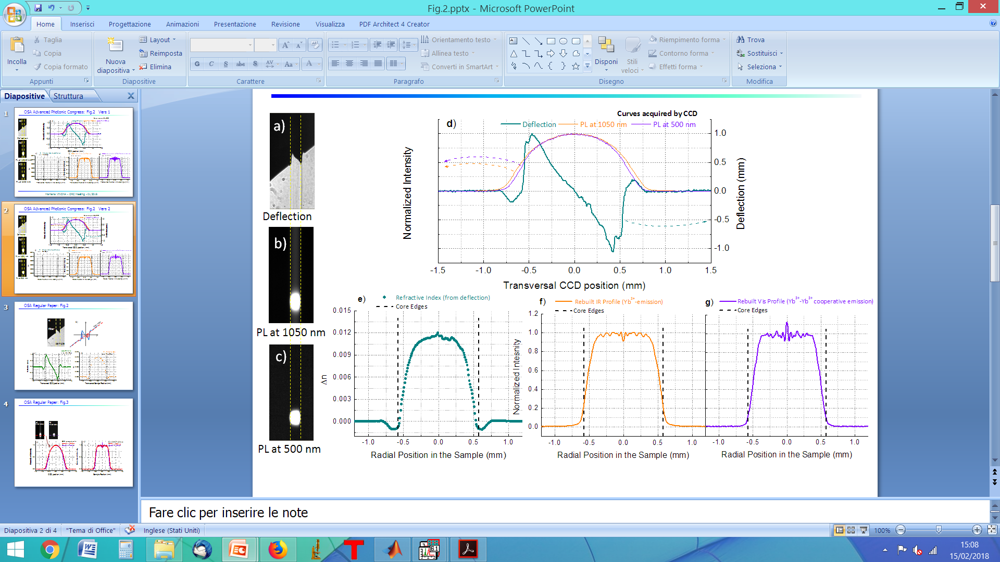 Fig.2.pptx - Microsoft PowerPoint
Home
Inserisci
Progettazione
Animazioni
Presentazione
Revisione
Visualizza
PDF Architect 4 Creator
Incolla
Taglia
Copia
Copia formato
Appunti
Nuova
diapositiva
Layout
Reimposta
Elimina
Diapositive
G C S abc S AV Aa A
Carattere
Orientamento testo
Allinea testo
Converti in SmartArt
Paragrafo
Disponi
Stili
veloci
Riempimento forma
Contorno forma
Effetti forma
Disegno
Trova
Sostituisci
Seleziona
Modifica
Diapositive
Struttura
1
OSA Advanced Photonic Congress: Fig.2 Vers 1
2
OSA Advanced Photonic Congress: Fig.2 Vers 2
3
OSA Regular Paper: Fig.2
4
OSA Regular Paper: Fig.3
a)
Deflection
b)
PL at 1050 nm
c)
PL at 500 nm
Curves acquired by CCD
d)
Deflection
PL at 1050 nm
PL at 500 nm
Normalized Intensity
1.0
0.5
0.0
-0.5
-1.0
Deflection (mm)
-1.5 -1.0 -0.5 0.0 0.5 1.0 1.5
Transversal CCD position (mm)
e)
Refractive Index (from deflection)
Core Edges
0.015
0.012
0.009
0.006
0.003
0.000
Δn
-1.0 -0.5 0.0 0.5 1.0
Radial Position in the Sample (mm)
f)
Rebuilt IR Profile (Yb3+-emission)
Core Edges
1.2
1.0
0.8
0.6
0.4
0.2
0.0
Normalized Intesnity
-1.0 -0.5 0.0 0.5 1.0
Radial Position in the Sample (mm)
g)
Rebuilt Vis Profile (Yb3+-Yb3+ cooperative emission)
Core Edges
-1.0 -0.5 0.0 0.5 1.0
Radial Position in the Sample (mm)
Fare clic per inserire le note
Diapositiva 2 di 4
"Tema di Office"
Inglese (Stati Uniti)
100%
15:08
15/02/2018